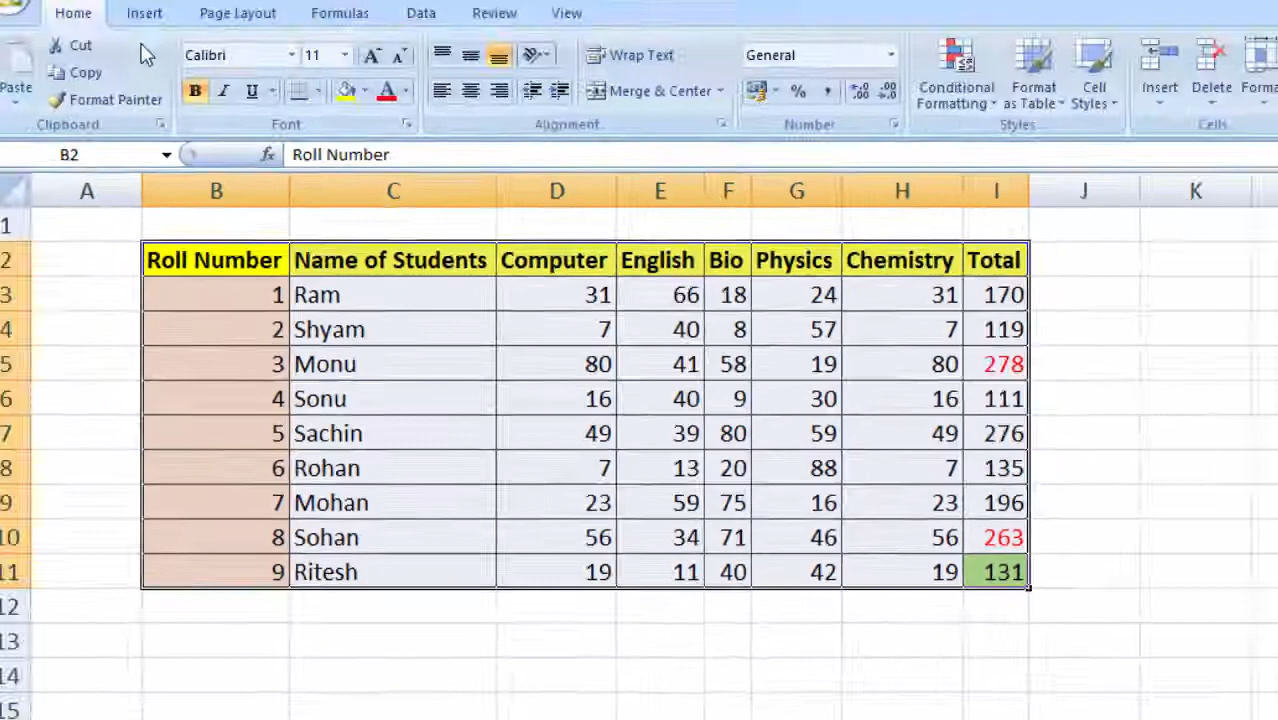 Home Insert Page Layout Formulas Data Review View
Cut
Copy
Format Painter
Paste
Clipboard
Calibri 11
B I U
Font
Wrap Text
Merge & Center
Alignment
General
% ,
Number
Conditional Formatting
Format as Table
Cell Styles
Styles
Insert Delete Forma
Cells
B2 fx Roll Number
A B C D E F G H I J K
1
2 Roll Number Name of Students Computer English Bio Physics Chemistry Total
3 1 Ram 31 66 18 24 31 170
4 2 Shyam 7 40 8 57 7 119
5 3 Monu 80 41 58 19 80 278
6 4 Sonu 16 40 9 30 16 111
7 5 Sachin 49 39 80 59 49 276
8 6 Rohan 7 13 20 88 7 135
9 7 Mohan 23 59 75 16 23 196
10 8 Sohan 56 34 71 46 56 263
11 9 Ritesh 19 11 40 42 19 131
12
13
14
15